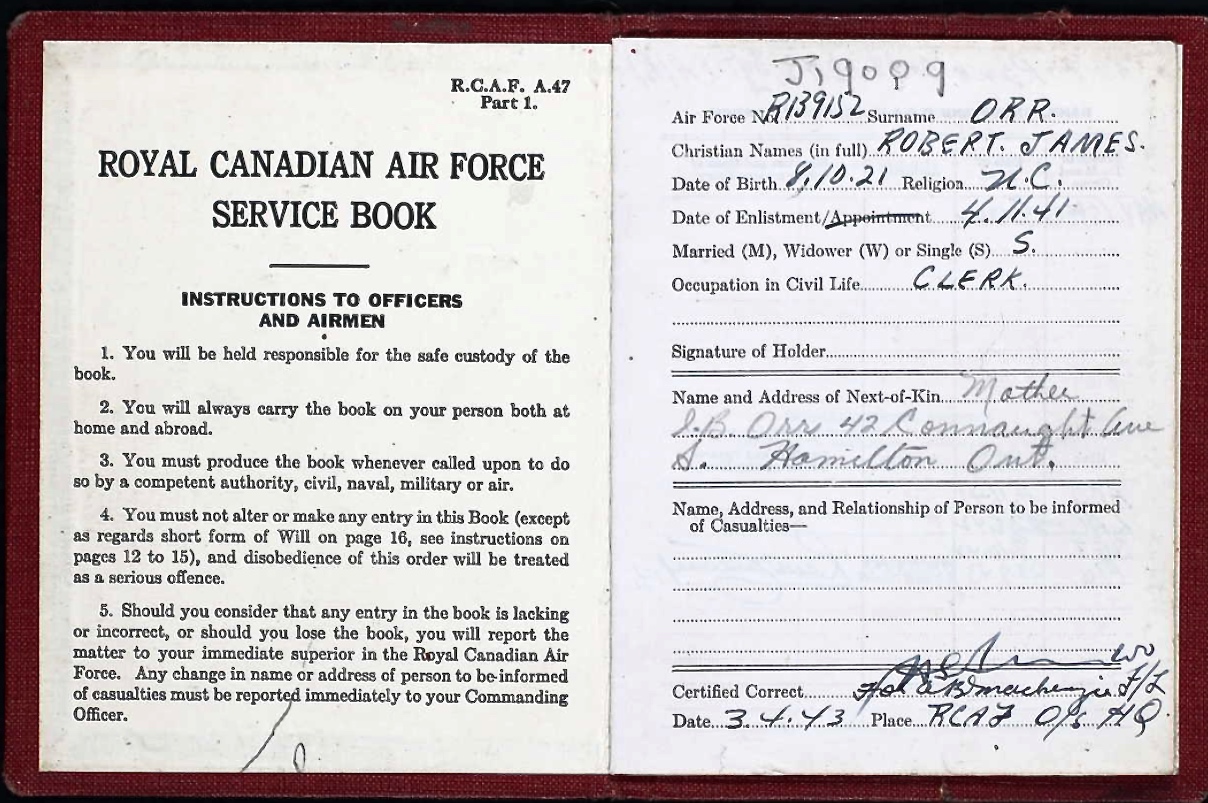 R.C.A.F. A.47
Part 1.
ROYAL CANADIAN AIR FORCE
SERVICE BOOK
INSTRUCTIONS TO OFFICERS
AND AIRMEN
1. You will be held responsible for the safe custody of the
book.
2. You will always carry the book on your person both at
home and abroad.
3. You must produce the book whenever called upon to do
so by a competent authority, civil, naval, military or air.
4. You must not alter or make any entry in this Book (except
as regards short form of Will on page 16, see instructions on
pages 12 to 15), and disobedience of this order will be treated
as a serious offence.
5. Should you consider that any entry in the book is lacking
or incorrect, or should you lose the book, you will report the
matter to your immediate superior in the Royal Canadian Air
Force. Any change in name or address of person to be informed
of casualties must be reported immediately to your Commanding
Officer.
J19099
Air Force No. R139152 Surname ORR.
Christian Names (in full) ROBERT. JAMES.
Date of Birth 8.10.21 Religion U.C.
Date of Enlistment/Appointment 4.11.41
Married (M), Widower (W) or Single (S) S.
Occupation in Civil Life CLERK.
Signature of Holder
Name and Address of Next-of-Kin Mother
Orr 42 Connaught Ave
S. Hamilton Ont.
Name, Address, and Relationship of Person to be informed
of Casualties—
WO
Certified Correct for Mackenzie F/L
Date 3.4.43 Place RCAF O/S HQ